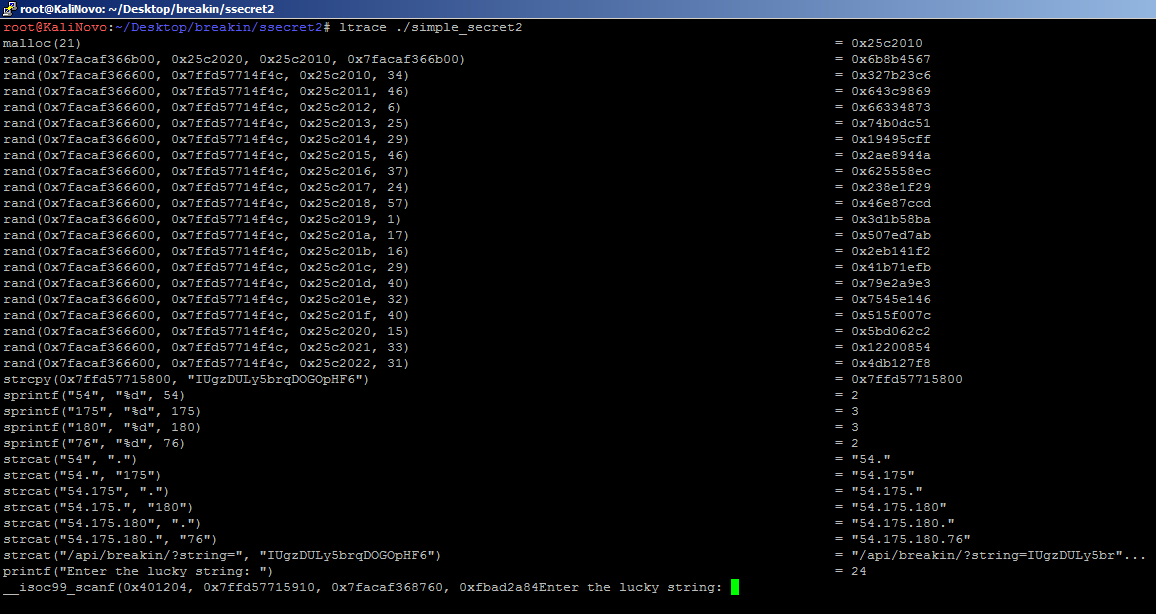 root@KaliNovo: ~/Desktop/breakin/ssecret2
root@KaliNovo:~/Desktop/breakin/ssecret2# ltrace ./simple_secret2
malloc(21) = 0x25c2010
rand(0x7facaf366b00, 0x25c2020, 0x25c2010, 0x7facaf366b00) = 0x6b8b4567
rand(0x7facaf366600, 0x7ffd57714f4c, 0x25c2010, 34) = 0x327b23c6
rand(0x7facaf366600, 0x7ffd57714f4c, 0x25c2011, 46) = 0x643c9869
rand(0x7facaf366600, 0x7ffd57714f4c, 0x25c2012, 6) = 0x66334873
rand(0x7facaf366600, 0x7ffd57714f4c, 0x25c2013, 25) = 0x74b0dc51
rand(0x7facaf366600, 0x7ffd57714f4c, 0x25c2014, 29) = 0x19495cff
rand(0x7facaf366600, 0x7ffd57714f4c, 0x25c2015, 46) = 0x2ae8944a
rand(0x7facaf366600, 0x7ffd57714f4c, 0x25c2016, 37) = 0x625558ec
rand(0x7facaf366600, 0x7ffd57714f4c, 0x25c2017, 24) = 0x238e1f29
rand(0x7facaf366600, 0x7ffd57714f4c, 0x25c2018, 57) = 0x46e87ccd
rand(0x7facaf366600, 0x7ffd57714f4c, 0x25c2019, 1) = 0x3d1b58ba
rand(0x7facaf366600, 0x7ffd57714f4c, 0x25c201a, 17) = 0x507ed7ab
rand(0x7facaf366600, 0x7ffd57714f4c, 0x25c201b, 16) = 0x2eb141f2
rand(0x7facaf366600, 0x7ffd57714f4c, 0x25c201c, 29) = 0x41b71efb
rand(0x7facaf366600, 0x7ffd57714f4c, 0x25c201d, 40) = 0x79e2a9e3
rand(0x7facaf366600, 0x7ffd57714f4c, 0x25c201e, 32) = 0x7545e146
rand(0x7facaf366600, 0x7ffd57714f4c, 0x25c201f, 40) = 0x515f007c
rand(0x7facaf366600, 0x7ffd57714f4c, 0x25c2020, 15) = 0x5bd062c2
rand(0x7facaf366600, 0x7ffd57714f4c, 0x25c2021, 33) = 0x12200854
rand(0x7facaf366600, 0x7ffd57714f4c, 0x25c2022, 31) = 0x4db127f8
strcpy(0x7ffd57715800, "IUgzDULy5brqDOGOpHF6") = 0x7ffd57715800
sprintf("54", "%d", 54) = 2
sprintf("175", "%d", 175) = 3
sprintf("180", "%d", 180) = 3
sprintf("76", "%d", 76) = 2
strcat("54", ".") = "54."
strcat("54.", "175") = "54.175"
strcat("54.175", ".") = "54.175."
strcat("54.175.", "180") = "54.175.180"
strcat("54.175.180", ".") = "54.175.180."
strcat("54.175.180.", "76") = "54.175.180.76"
strcat("/api/breakin/?string=", "IUgzDULy5brqDOGOpHF6") = "/api/breakin/?string=IUgzDULy5br"...
printf("Enter the lucky string: ") = 24
__isoc99_scanf(0x401204, 0x7ffd57715910, 0x7facaf368760, 0xfbad2a84Enter the lucky string: